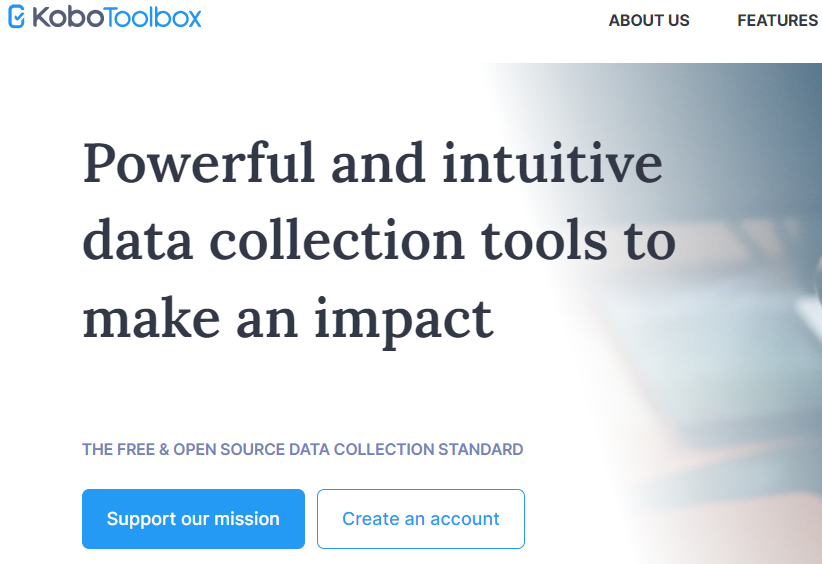 KoboToolbox
ABOUT US
FEATURES
Powerful and intuitive
data collection tools to
make an impact
THE FREE & OPEN SOURCE DATA COLLECTION STANDARD
Support our mission
Create an account